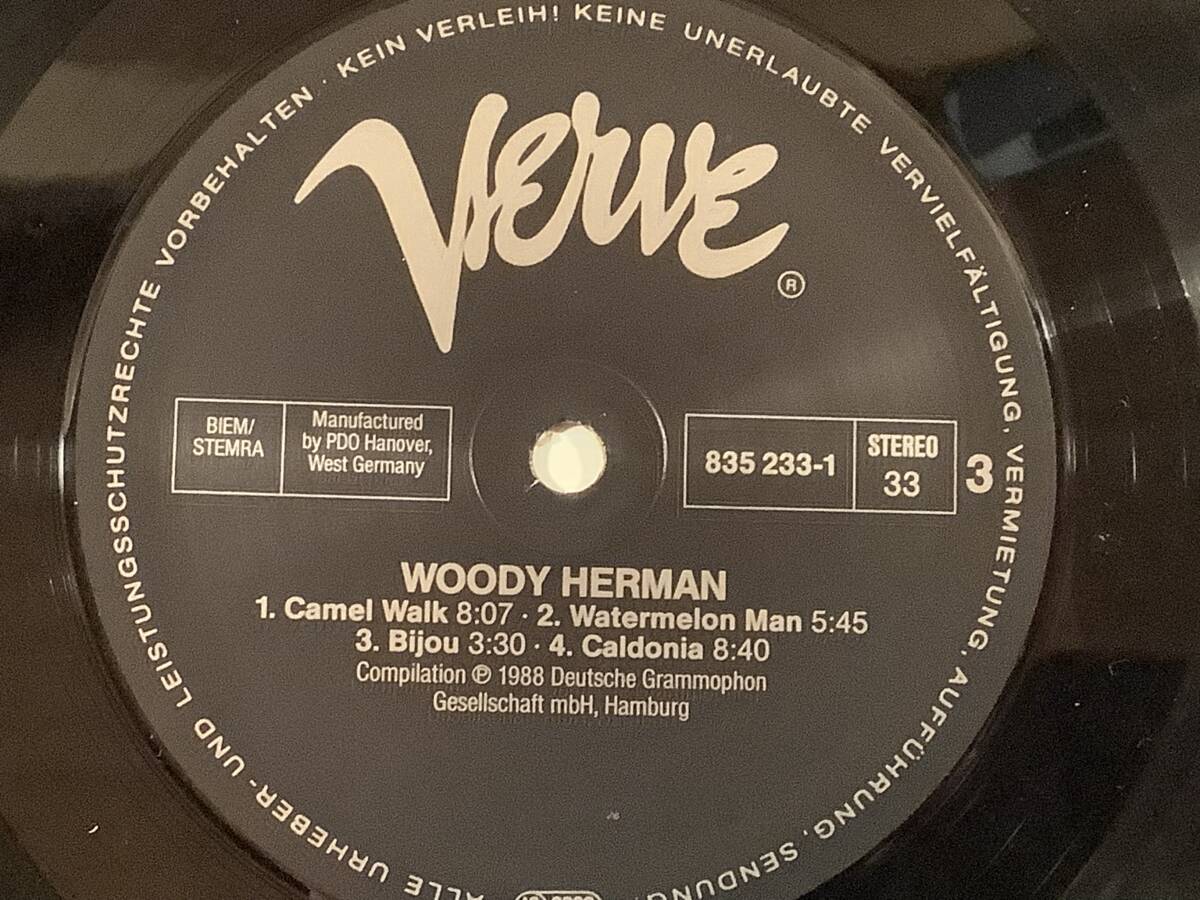 ALLE URHEBER- UND LEISTUNGSSCHUTZRECHTE VORBEHALTEN · KEIN VERLEIH! KEINE UNERLAUBTE VERVIELFÄLTIGUNG, VERMIETUNG, AUFFÜHRUNG, SENDUNG
Verve
®
BIEM/
STEMRA
Manufactured
by PDO Hanover,
West Germany
835 233-1
STEREO
33
3
WOODY HERMAN
1. Camel Walk 8:07 · 2. Watermelon Man 5:45
3. Bijou 3:30 · 4. Caldonia 8:40
Compilation ℗ 1988 Deutsche Grammophon
Gesellschaft mbH, Hamburg